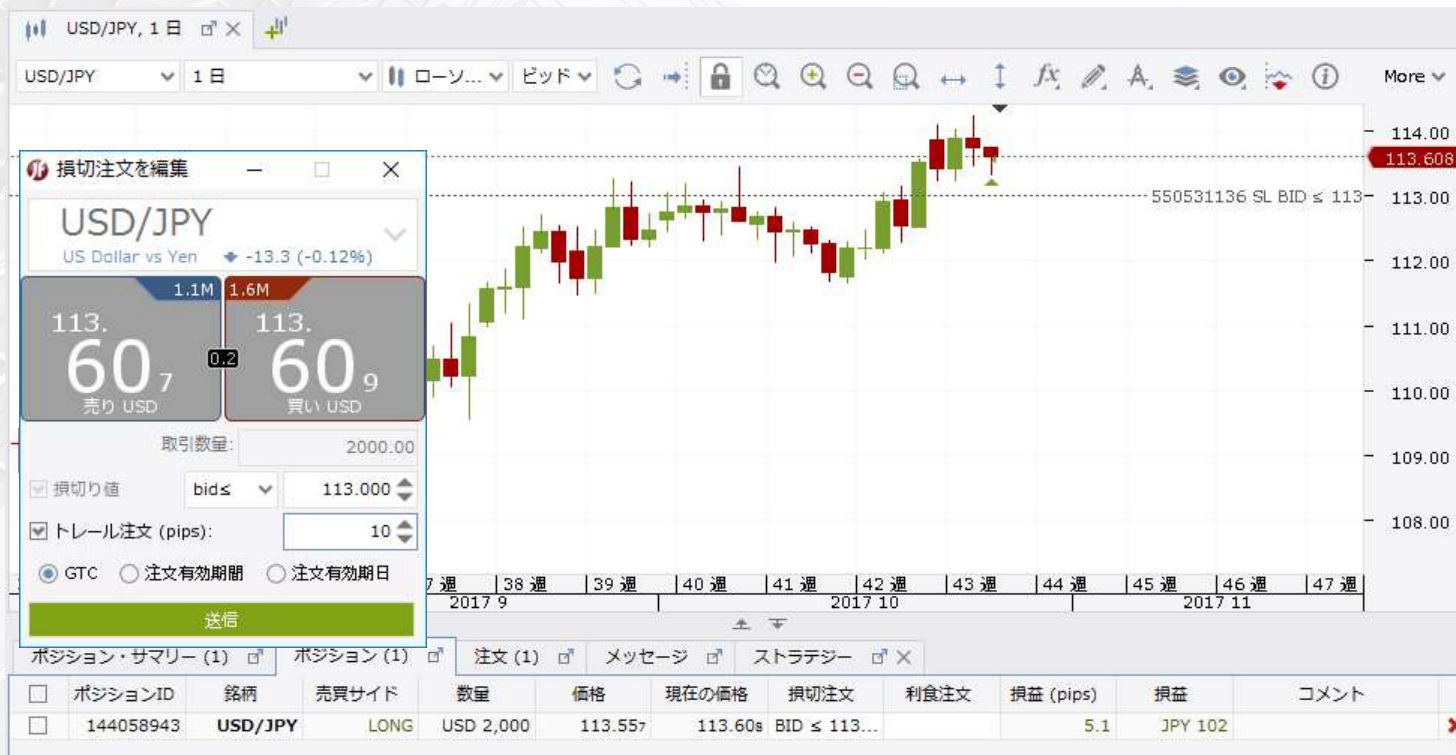 USD/JPY, 1 日
USD/JPY 1 日 ローソ... ビッド More
114.00
113.608
550531136 SL BID ≤ 113
113.00
112.00
111.00
110.00
109.00
108.00
損切注文を編集
USD/JPY
US Dollar vs Yen -13.3 (-0.12%)
1.1M 1.6M
113. 113.
607 0.2 609
売り USD 買い USD
取引数量: 2000.00
損切り値 bid≤ 113.000
トレール注文 (pips): 10
GTC 注文有効期間 注文有効期日
送信
7 週 38 週 39 週 40 週 41 週 42 週 43 週 44 週 45 週 46 週 47 週
2017 9 2017 10 2017 11
ポジション・サマリー (1) ポジション (1) 注文 (1) メッセージ ストラテジー
ポジションID 銘柄 売買サイド 数量 価格 現在の価格 損切注文 利食注文 損益 (pips) 損益 コメント
144058943 USD/JPY LONG USD 2,000 113.557 113.608 BID ≤ 113... 5.1 JPY 102